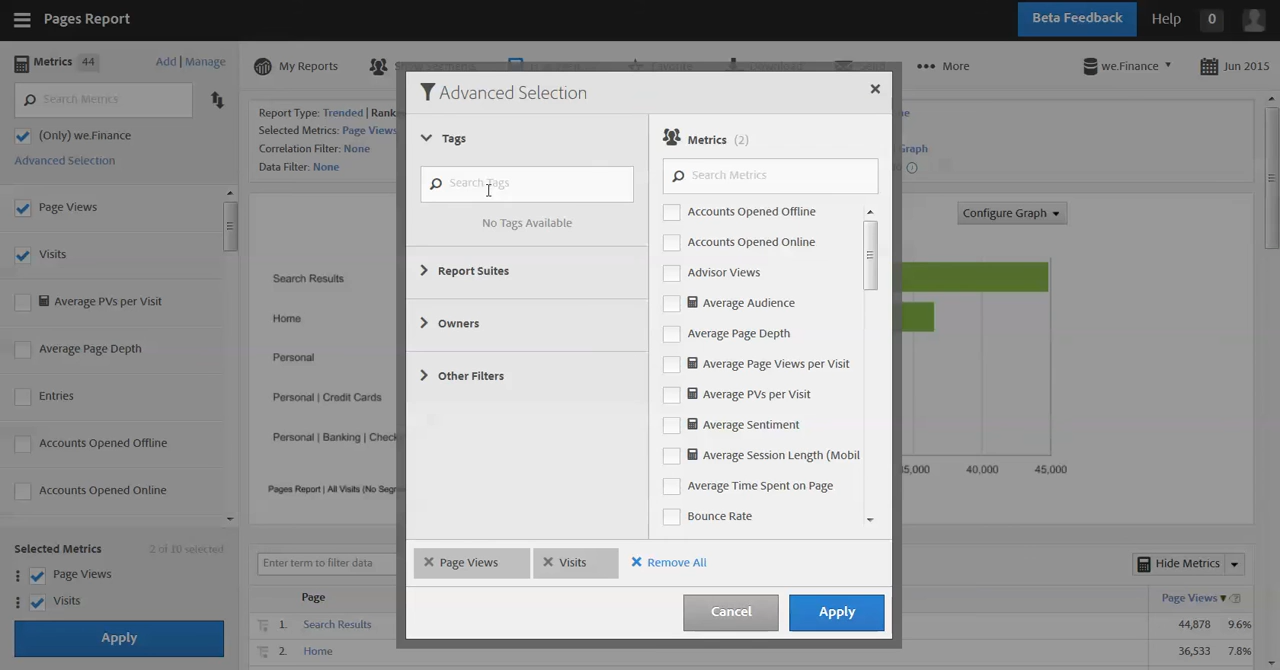 Pages Report
Beta Feedback
Help
0
Metrics 44
Add | Manage
Search Metrics
(Only) we.Finance
Advanced Selection
Page Views
Visits
Average PVs per Visit
Average Page Depth
Entries
Accounts Opened Offline
Accounts Opened Online
Selected Metrics 2 of 10 selected
Page Views
Visits
Apply
My Reports
More
we.Finance
Jun 2015
Report Type: Trended | Ranke
Selected Metrics: Page Views
Correlation Filter: None
Data Filter: None
ne
Graph
Configure Graph
Search Results
Home
Personal
Personal | Credit Cards
Personal | Banking | Check
Pages Report | All Visits (No Segm
40,000
45,000
Enter term to filter data
Hide Metrics
Page
Page Views
1. Search Results 44,878 9.6%
2. Home 36,533 7.8%
Advanced Selection
Tags
Search Tags
No Tags Available
Report Suites
Owners
Other Filters
Metrics (2)
Search Metrics
Accounts Opened Offline
Accounts Opened Online
Advisor Views
Average Audience
Average Page Depth
Average Page Views per Visit
Average PVs per Visit
Average Sentiment
Average Session Length (Mobil
Average Time Spent on Page
Bounce Rate
Page Views
Visits
Remove All
Cancel
Apply